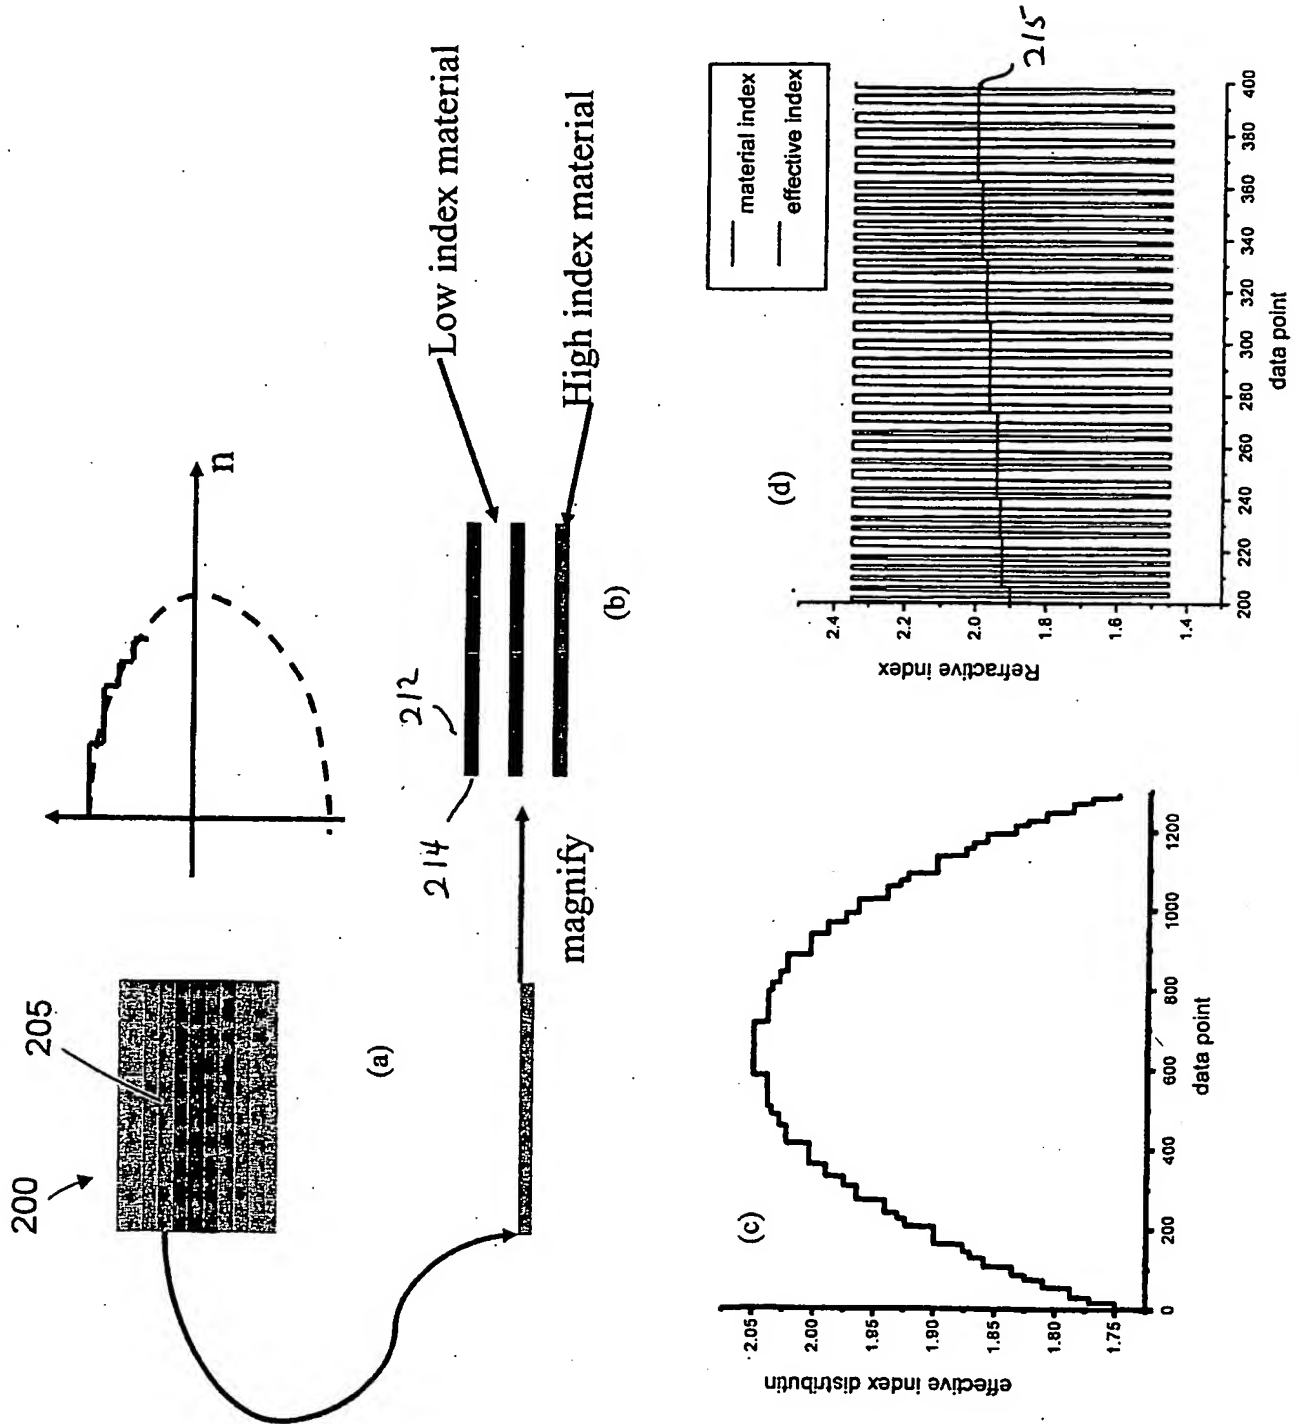 200
205
(a)
n
magnify
214
212
Low index material
High index material
(b)
(c)
effective index distributin
2.05
2.00
1.95
1.90
1.85
1.80
1.75
0
200
400
600
800
1000
1200
data point
(d)
material index
effective index
215
Refractive index
2.4
2.2
2.0
1.8
1.6
1.4
200
220
240
260
280
300
320
340
360
380
400
data point